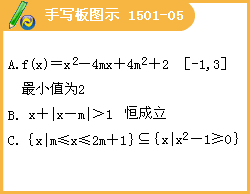 手写板图示 1501-05
A.f(x)=x²-4mx+4m²+2 [-1,3]
最小值为2
B. x+|x-m|>1 恒成立
C. {x|m≤x≤2m+1}⊆{x|x²-1≥0}